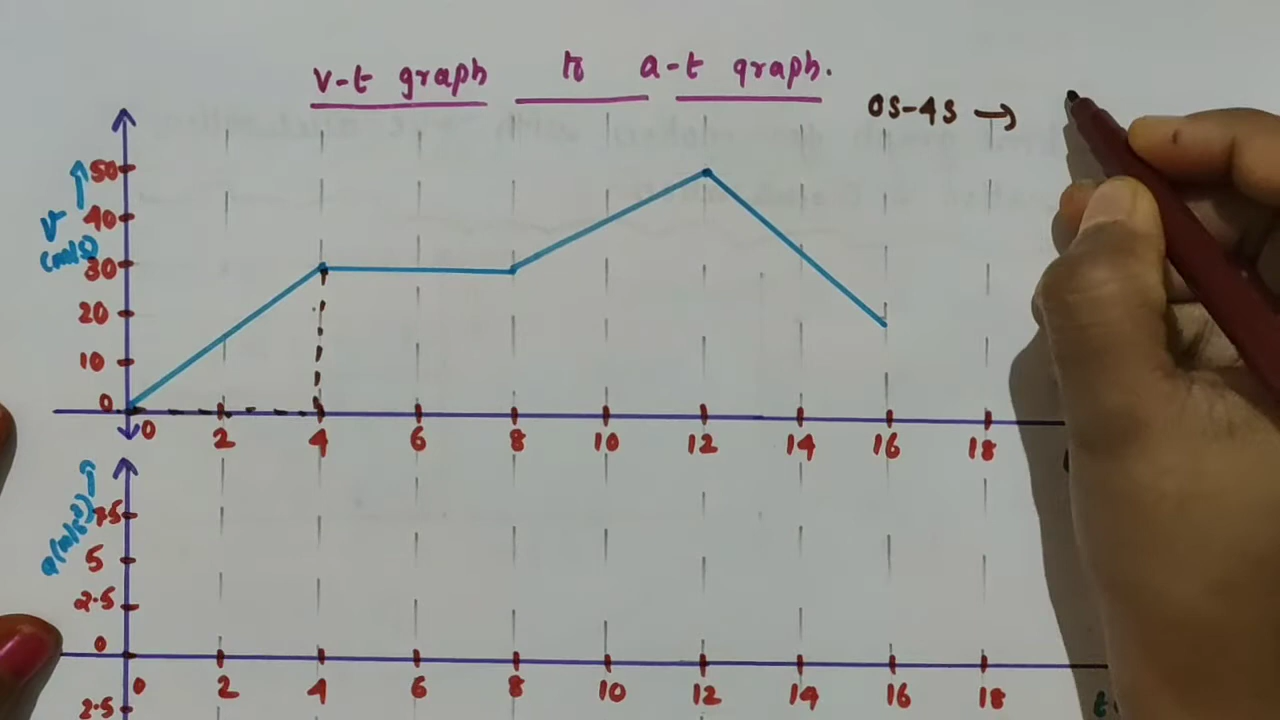 v-t graph to a-t graph.
0s-4s →
50
40
v
(m/s)
30
20
10
0
0 2 4 6 8 10 12 14 16 18
7.5
5
2.5
0
0 2 4 6 8 10 12 14 16 18
2.5
t